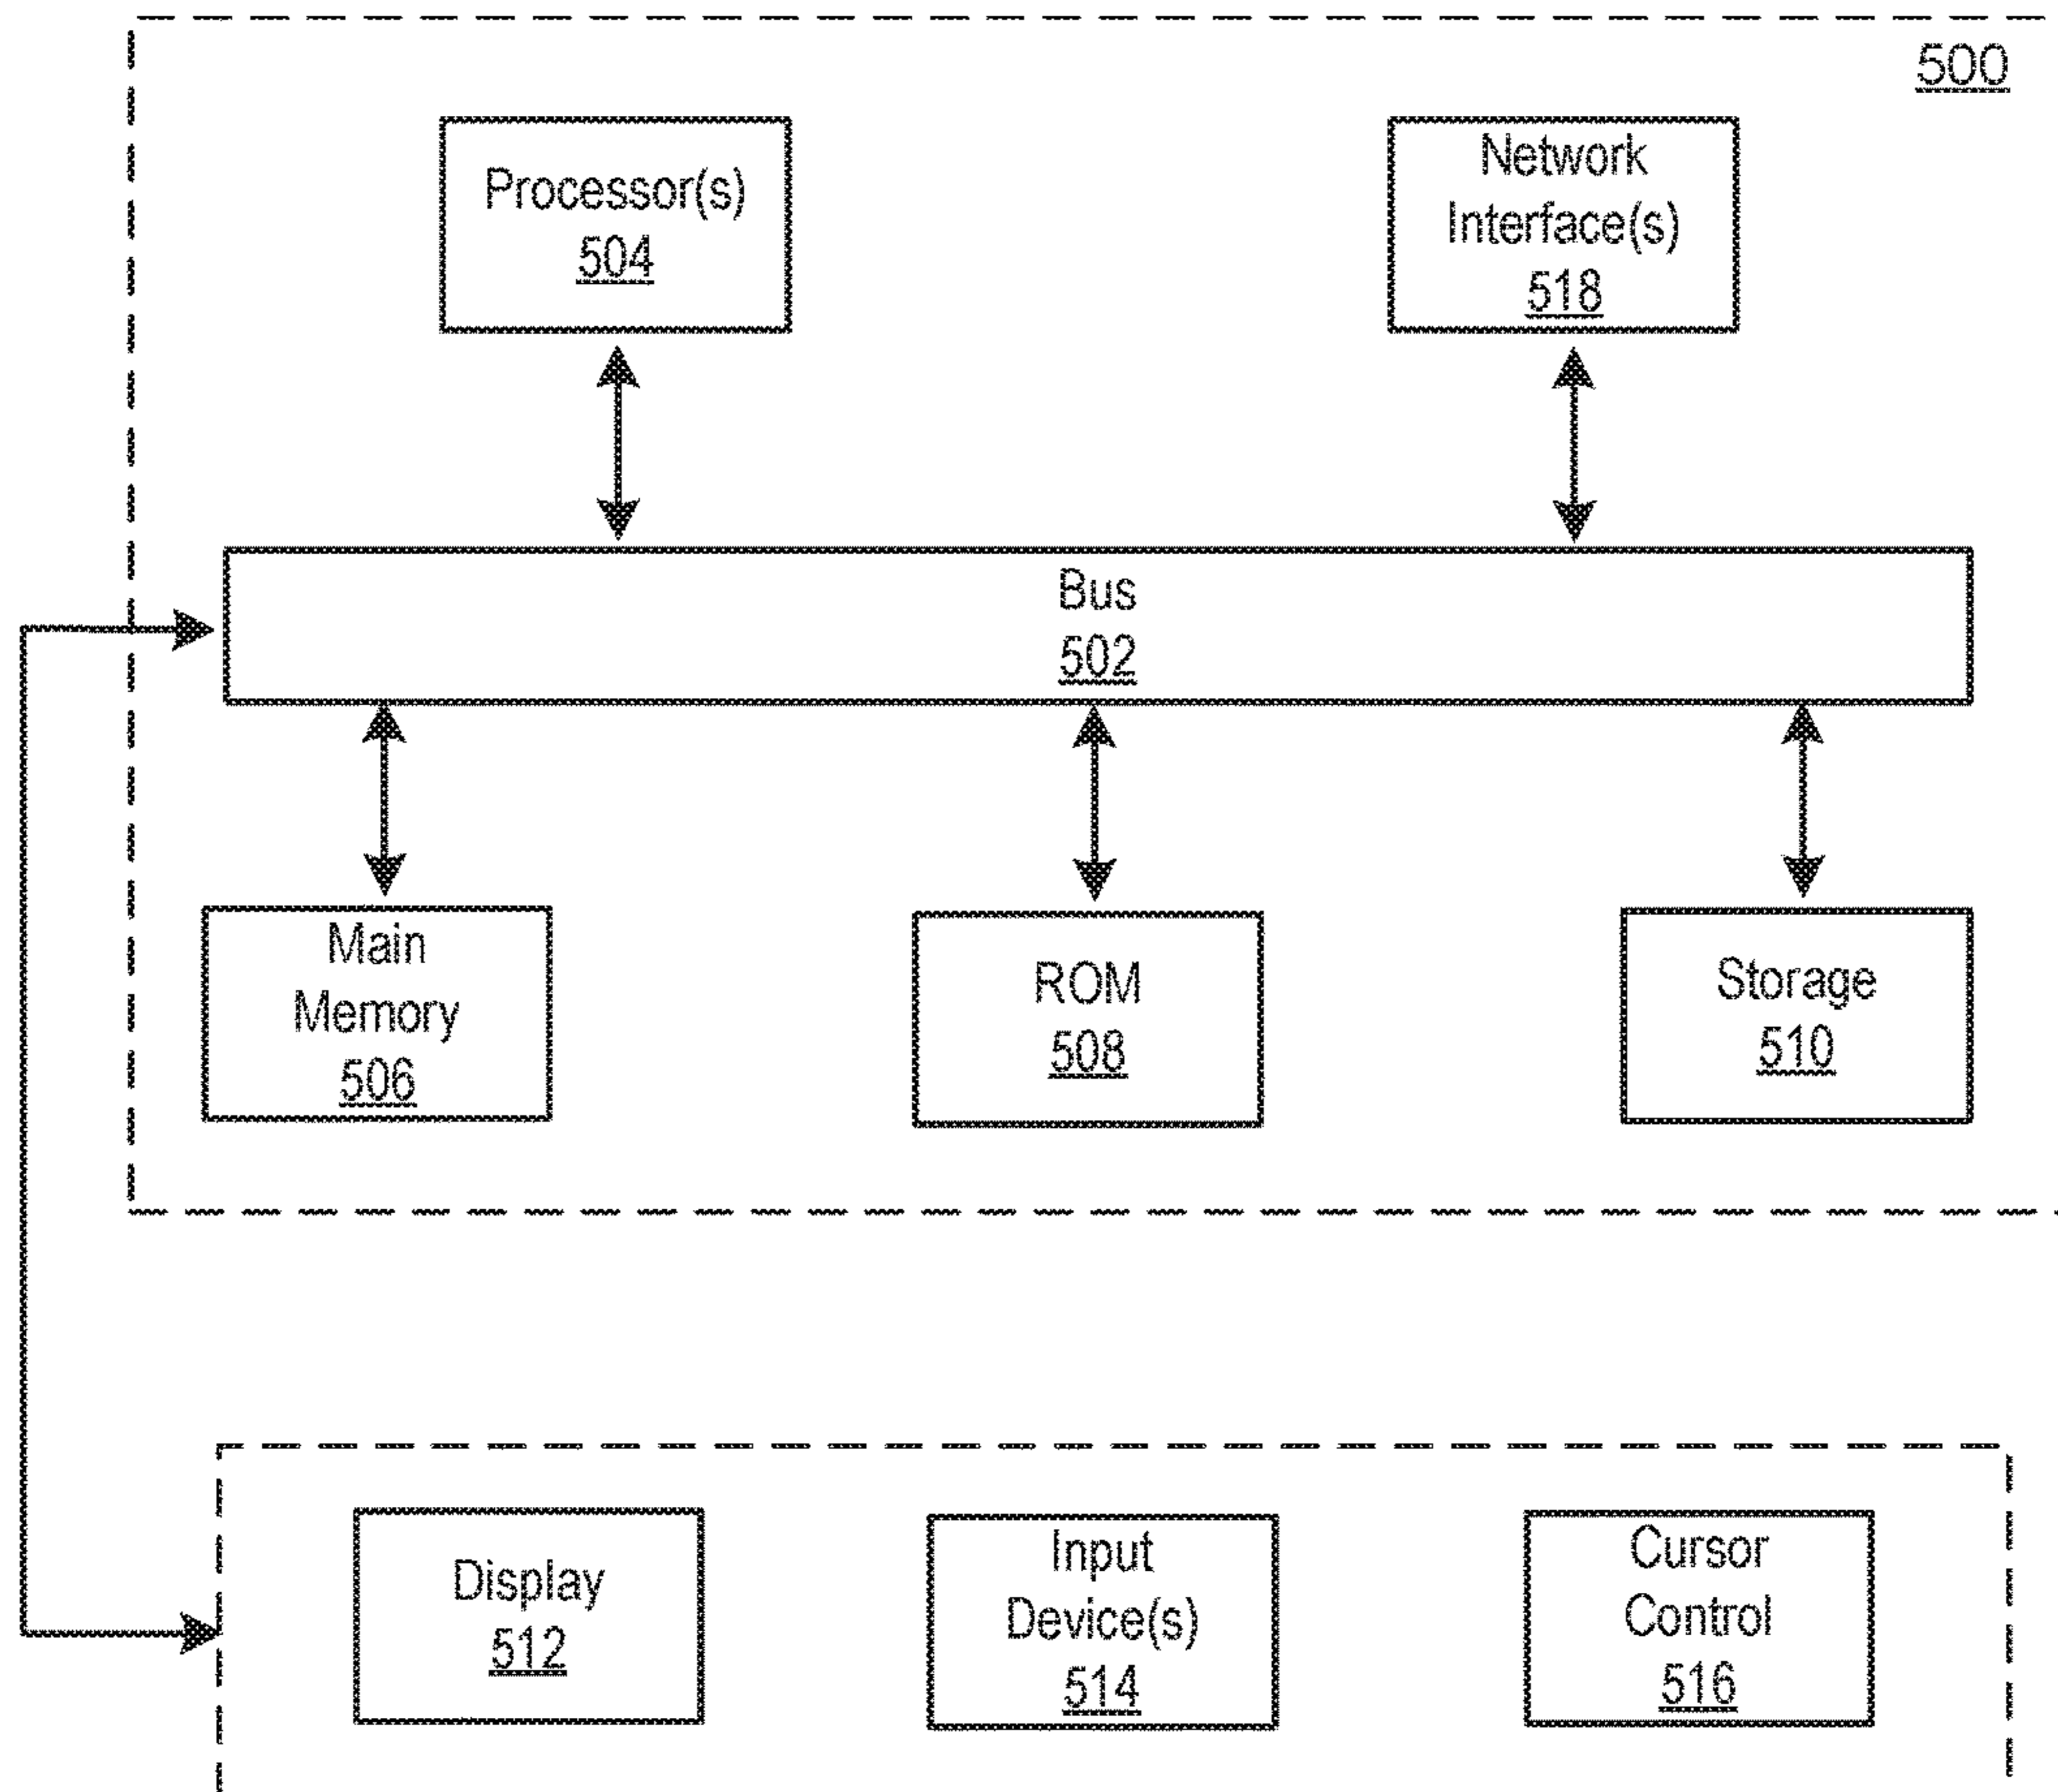 500
Processor(s)
504
Network
Interface(s)
518
Bus
502
Main
Memory
506
ROM
508
Storage
510
Display
512
Input
Device(s)
514
Cursor
Control
516